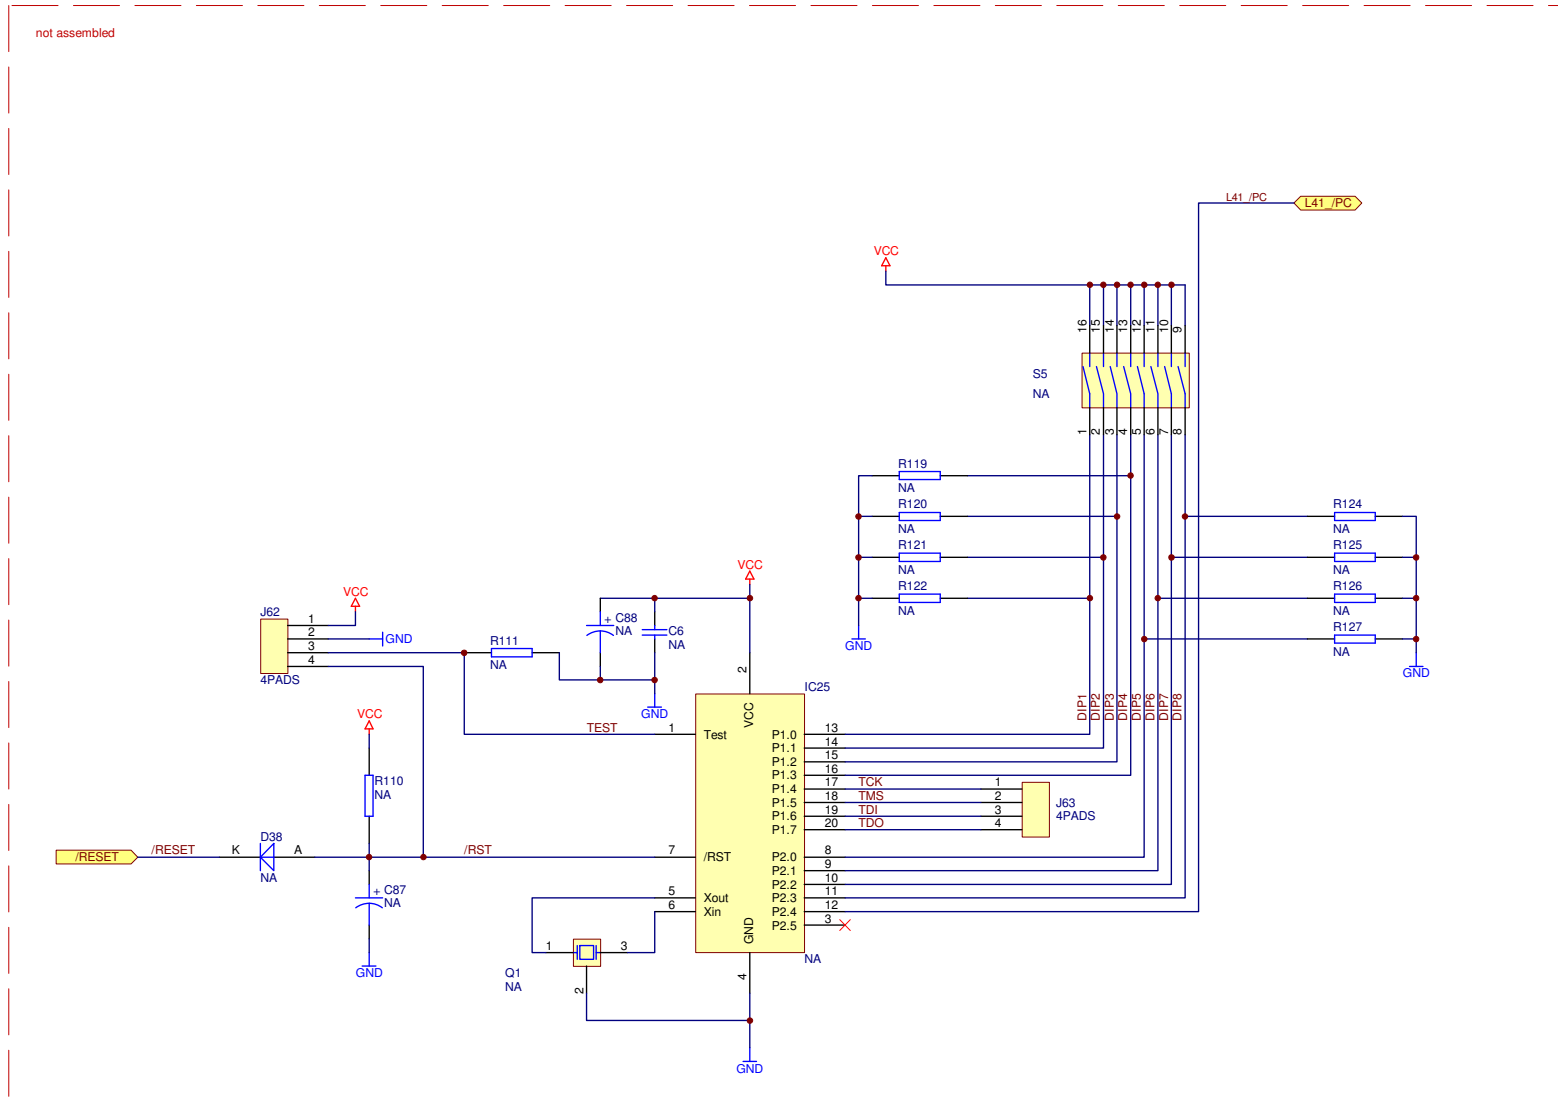 not assembled
L41_/PC
L41_/PC
VCC
16
15
14
13
12
11
10
9
S5
NA
1
2
3
4
5
6
7
8
R119
NA
R120
NA
R121
NA
R122
NA
GND
R124
NA
R125
NA
R126
NA
R127
NA
GND
VCC
J62
1
2
3
4
4PADS
GND
R111
NA
VCC
+ C88
NA
C6
NA
GND
2
IC25
VCC
TEST
1
Test
VCC
R110
NA
/RESET
/RESET
K
D38
A
NA
/RST
7
/RST
+ C87
NA
GND
5
Xout
6
Xin
1
3
Q1
NA
2
GND
4
GND
NA
P1.0
13
P1.1
14
P1.2
15
P1.3
16
P1.4
17
TCK
1
P1.5
18
TMS
2
P1.6
19
TDI
3
P1.7
20
TDO
4
J63
4PADS
P2.0
8
P2.1
9
P2.2
10
P2.3
11
P2.4
12
P2.5
3
DIP1
DIP2
DIP3
DIP4
DIP5
DIP6
DIP7
DIP8